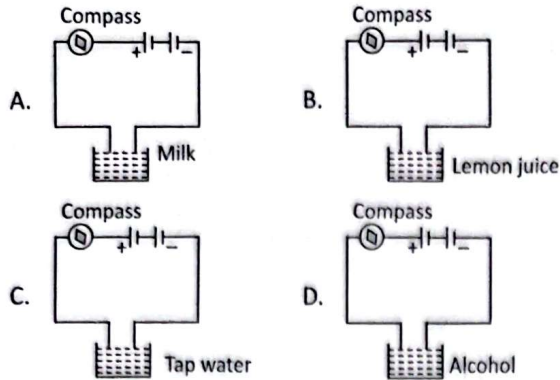 Compass
+ –
A.
Milk
Compass
+ –
B.
Lemon juice
Compass
+ –
C.
Tap water
Compass
+ –
D.
Alcohol